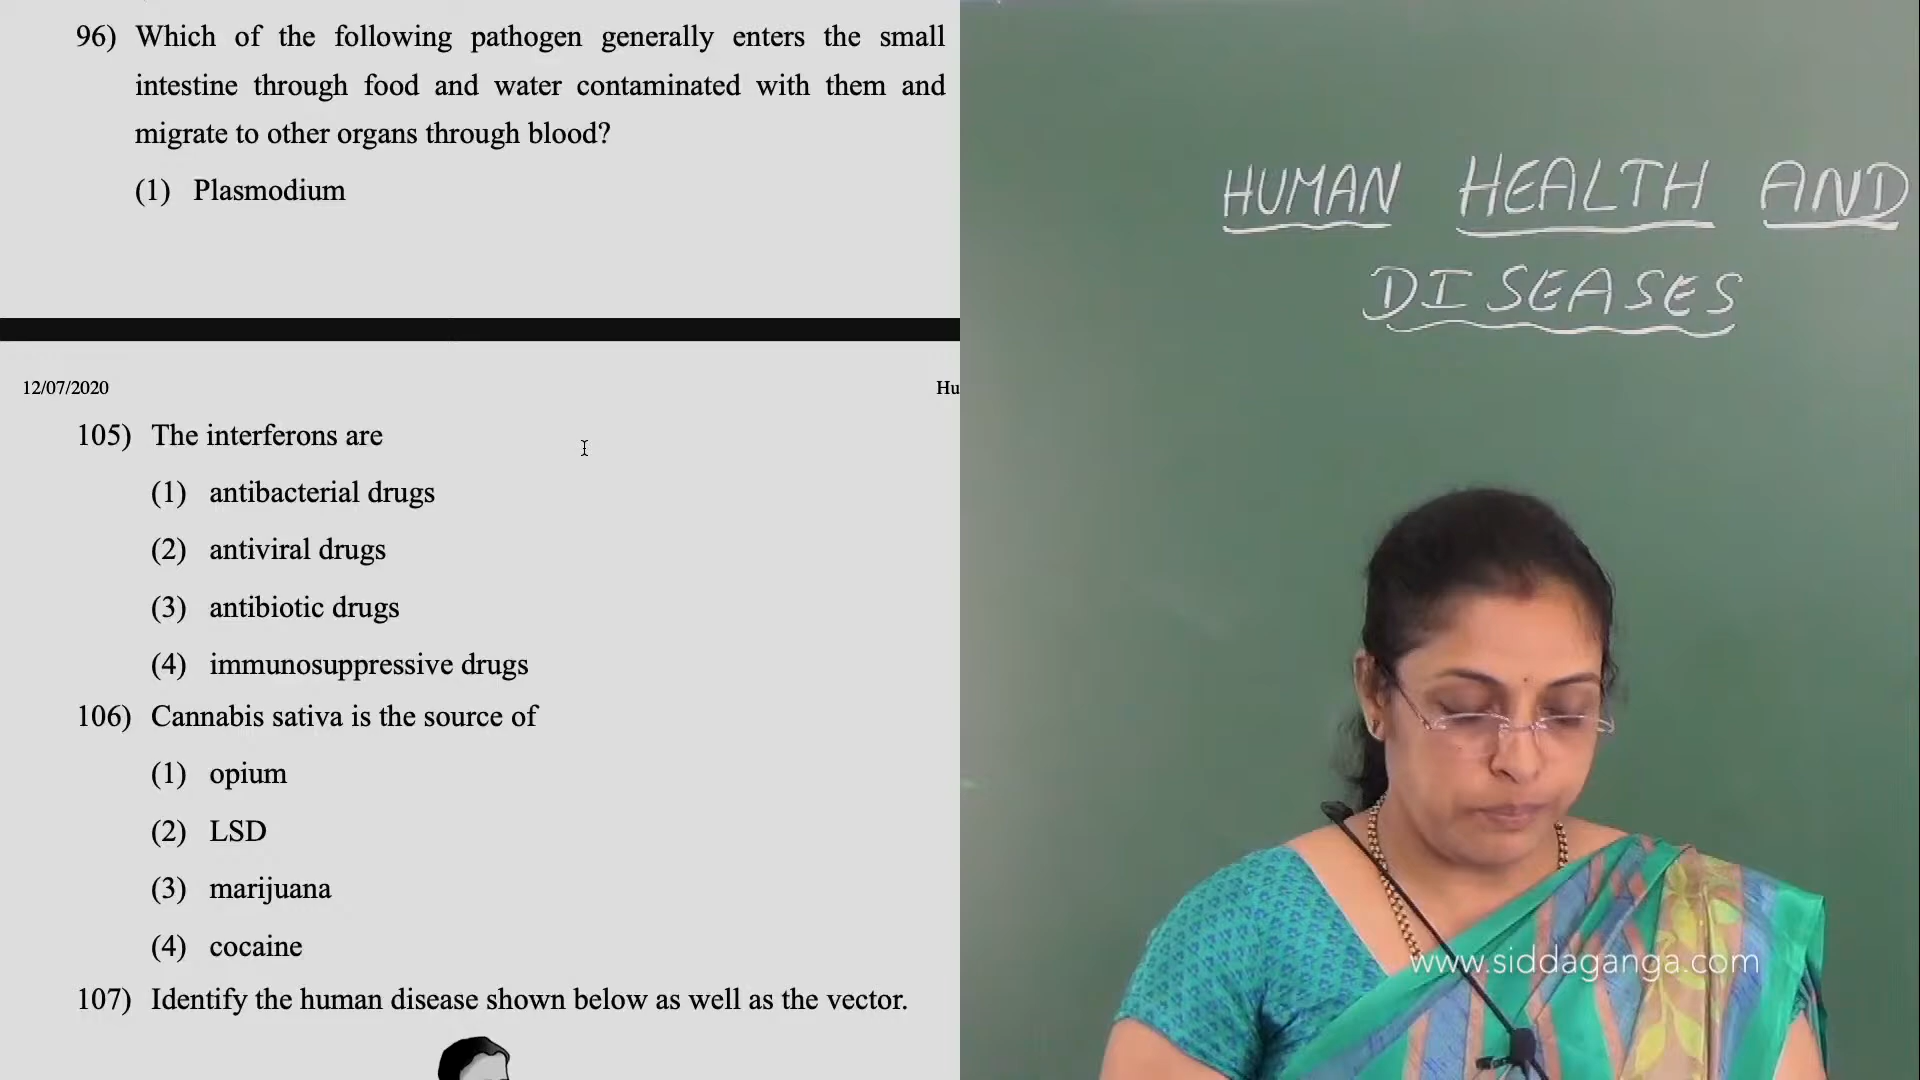 96) Which of the following pathogen generally enters the small
intestine through food and water contaminated with them and
migrate to other organs through blood?
(1) Plasmodium
12/07/2020
Hu
105) The interferons are
(1) antibacterial drugs
(2) antiviral drugs
(3) antibiotic drugs
(4) immunosuppressive drugs
106) Cannabis sativa is the source of
(1) opium
(2) LSD
(3) marijuana
(4) cocaine
107) Identify the human disease shown below as well as the vector.
HUMAN HEALTH AND
DISEASES
www.siddaganga.com